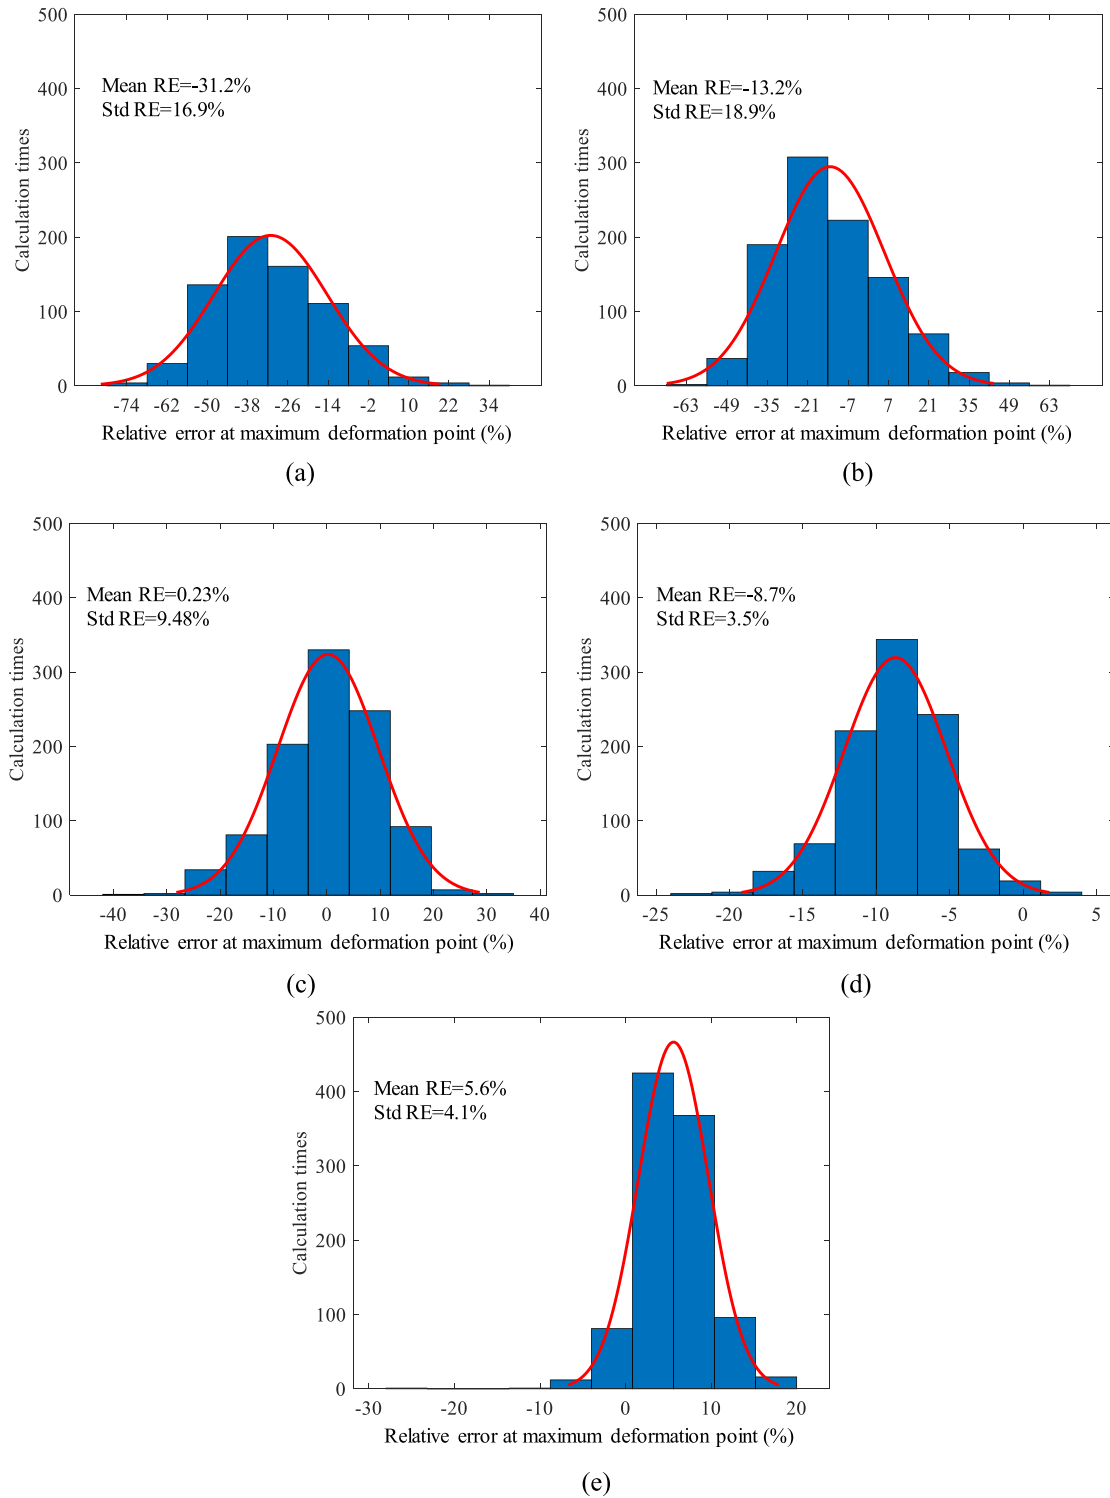 500
400
300
200
100
0
Calculation times
Mean RE=-31.2%
Std RE=16.9%
-74 -62 -50 -38 -26 -14 -2 10 22 34
Relative error at maximum deformation point (%)
(a)
500
400
300
200
100
0
Calculation times
Mean RE=-13.2%
Std RE=18.9%
-63 -49 -35 -21 -7 7 21 35 49 63
Relative error at maximum deformation point (%)
(b)
500
400
300
200
100
0
Calculation times
Mean RE=0.23%
Std RE=9.48%
-40 -30 -20 -10 0 10 20 30 40
Relative error at maximum deformation point (%)
(c)
500
400
300
200
100
0
Calculation times
Mean RE=-8.7%
Std RE=3.5%
-25 -20 -15 -10 -5 0 5
Relative error at maximum deformation point (%)
(d)
500
400
300
200
100
0
Calculation times
Mean RE=5.6%
Std RE=4.1%
-30 -20 -10 0 10 20
Relative error at maximum deformation point (%)
(e)